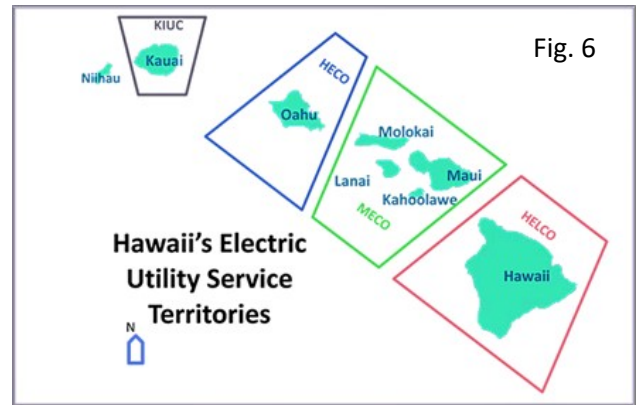 KIUC
Kauai
Niihau
Fig. 6
HECO
Oahu
Molokai
Lanai
Maui
Kahoolawe
MECO
HELCO
Hawaii
Hawaii's Electric
Utility Service
Territories
N